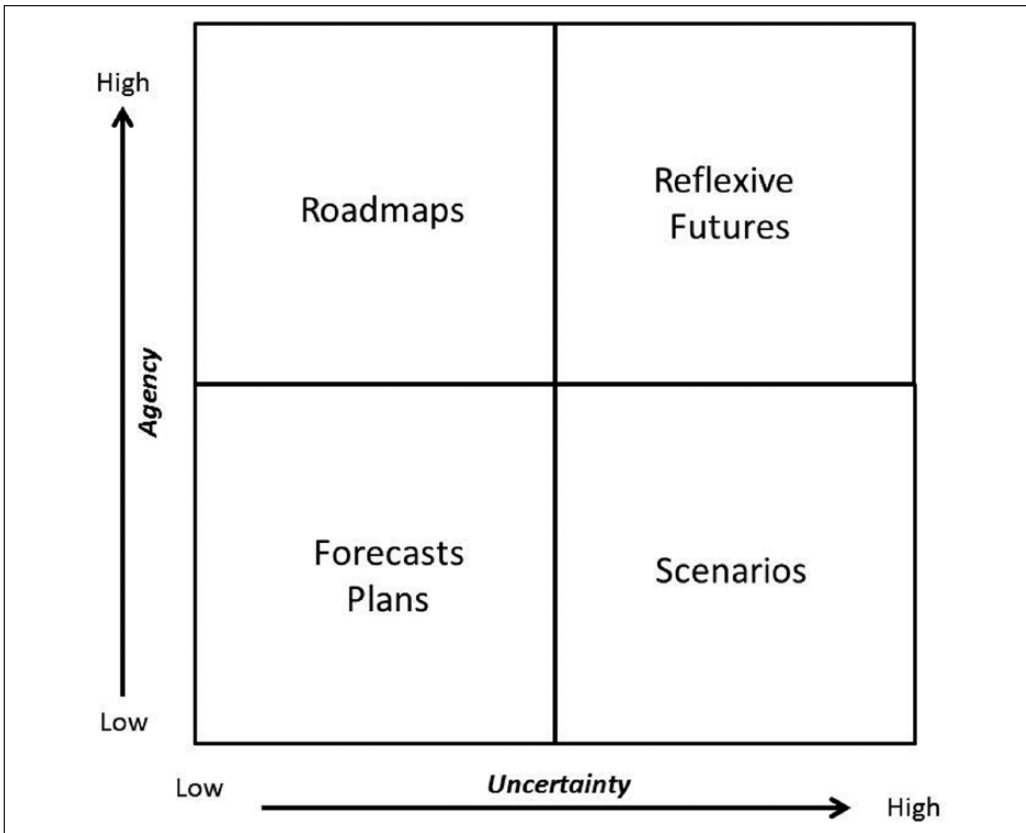 High
Roadmaps
Reflexive
Futures
Agency
Forecasts
Plans
Scenarios
Low
Low
Uncertainty
High